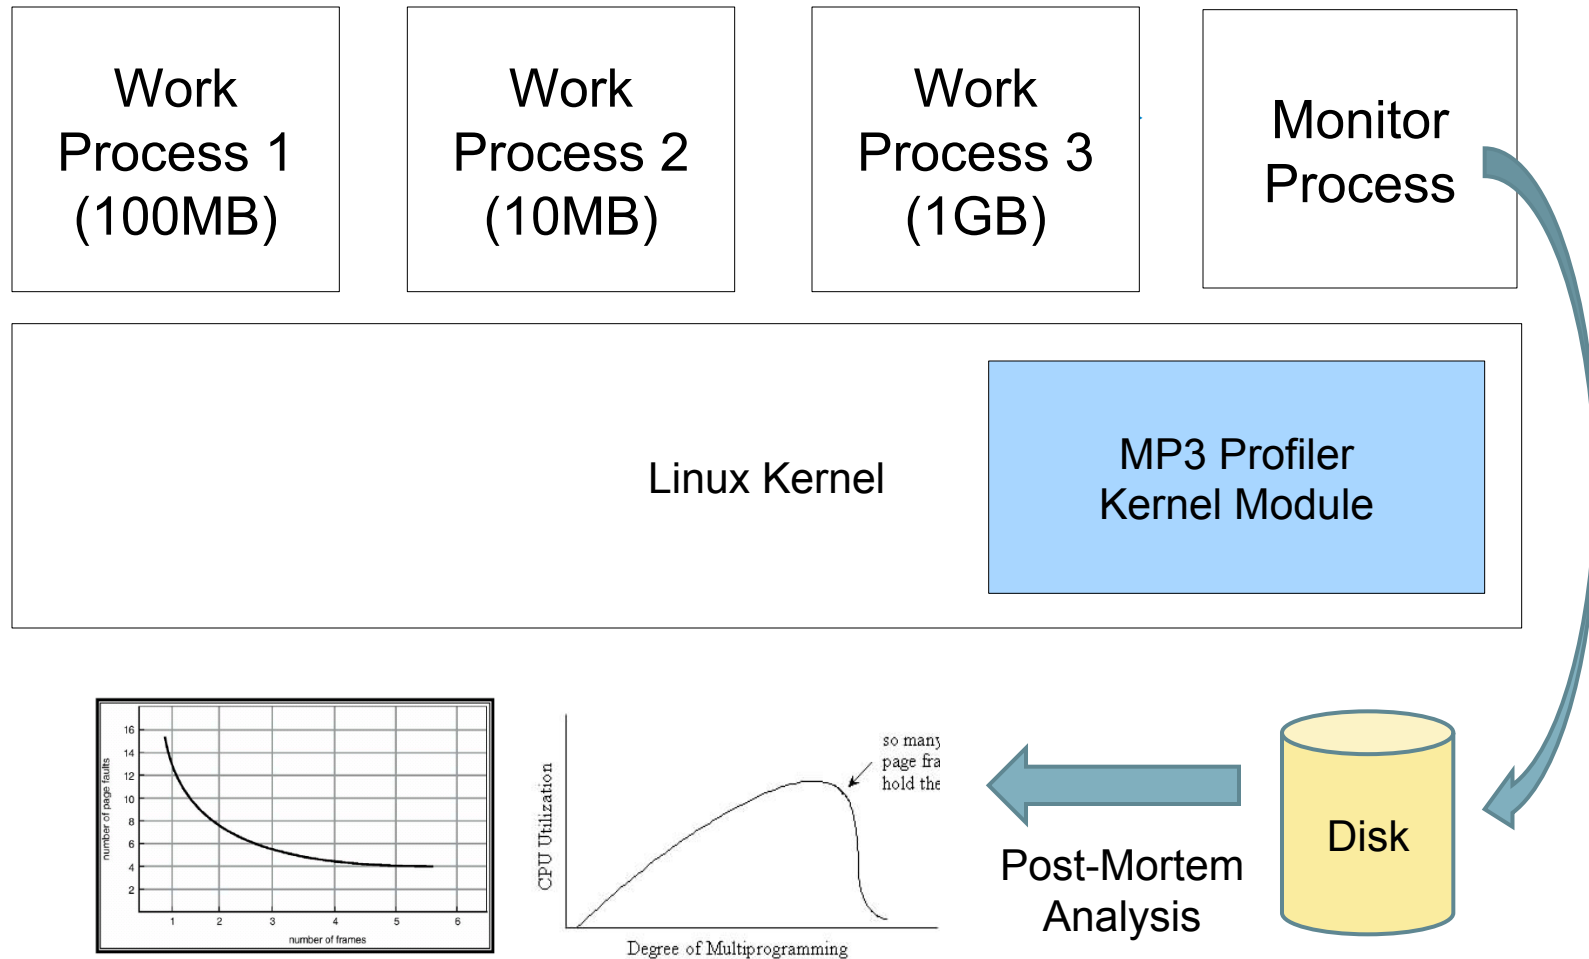 Work
Process 1
(100MB)
Work
Process 2
(10MB)
Work
Process 3
(1GB)
Monitor
Process
Linux Kernel
MP3 Profiler
Kernel Module
number of page faults
16
14
12
10
8
6
4
2
1 2 3 4 5 6
number of frames
CPU Utilization
so many
page fra
hold the
Degree of Multiprogramming
Post-Mortem
Analysis
Disk